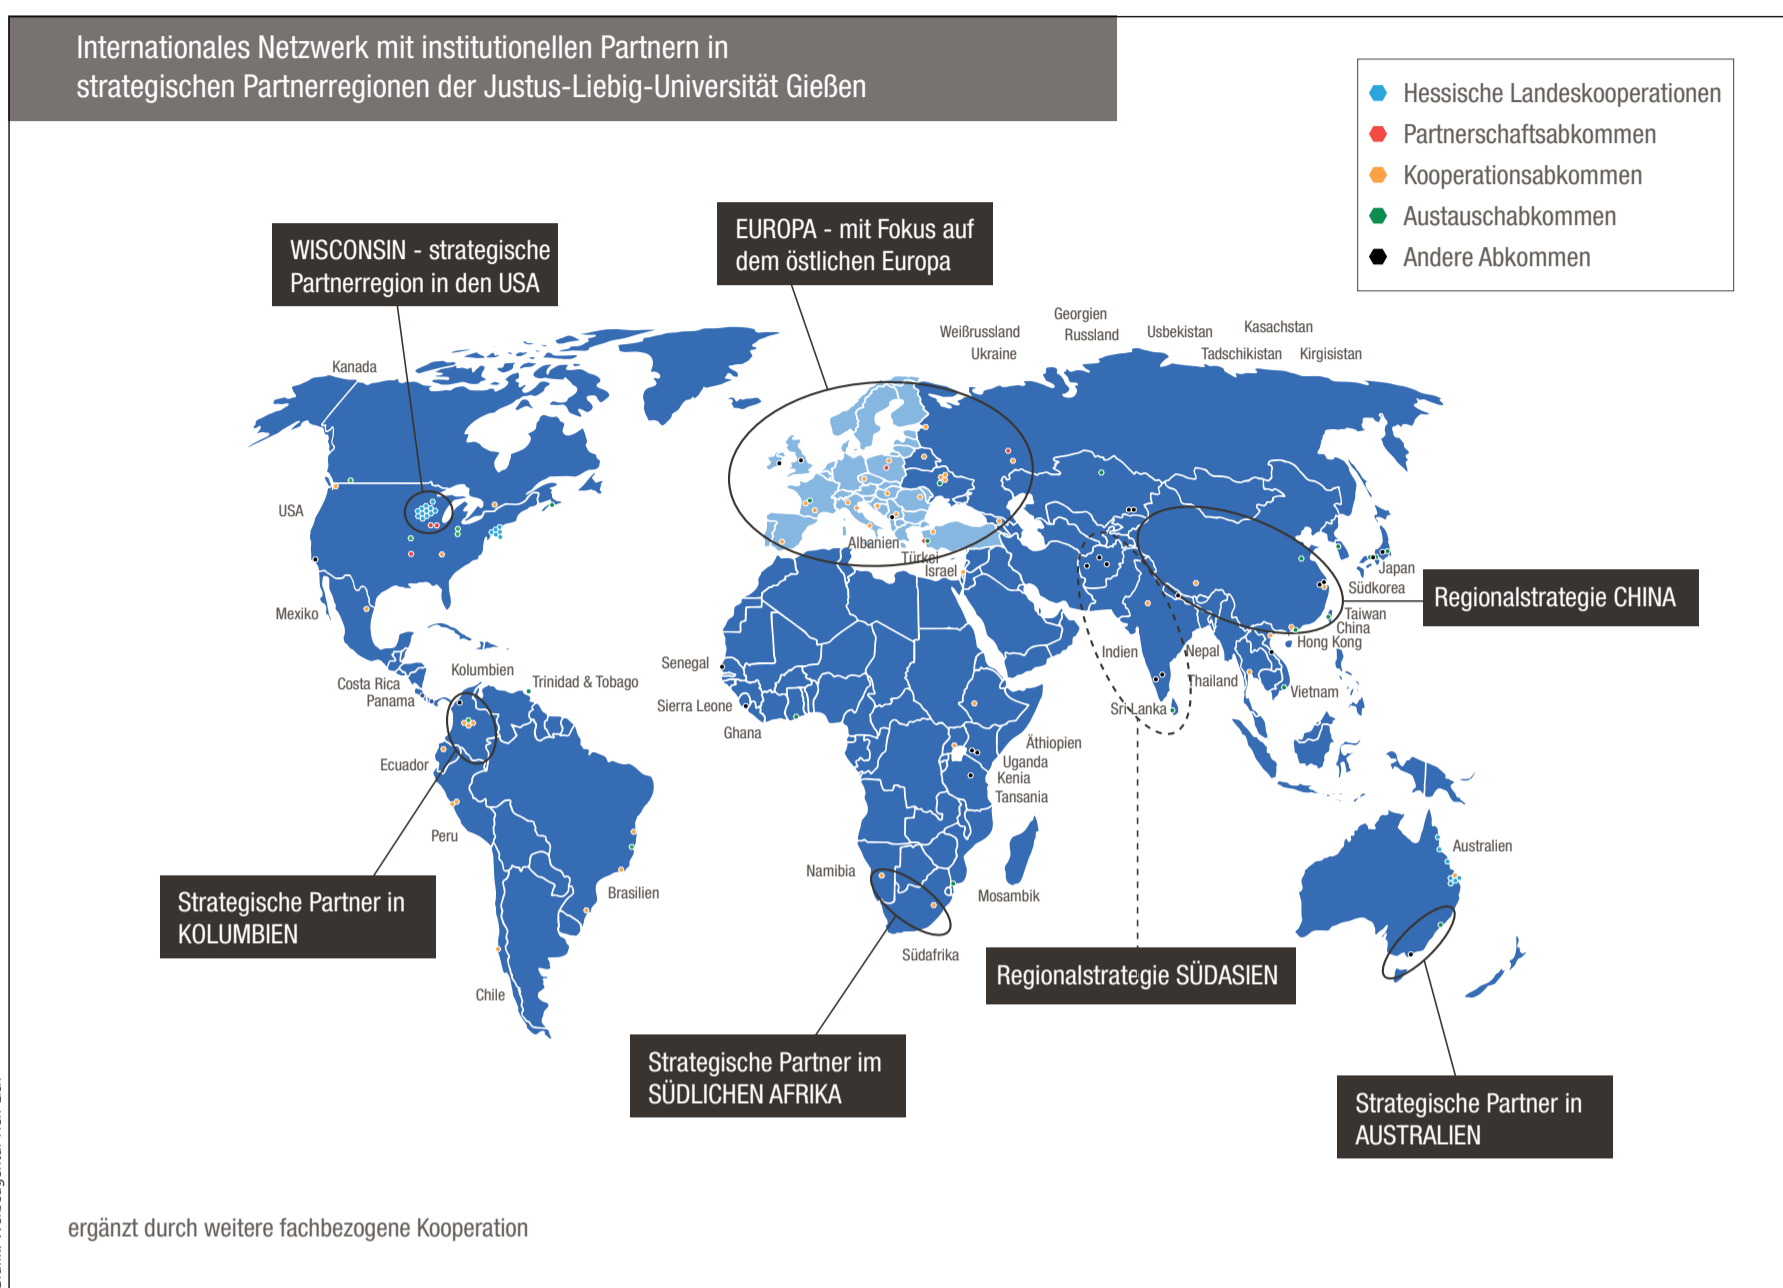 Internationales Netzwerk mit institutionellen Partnern in
strategischen Partnerregionen der Justus-Liebig-Universität Gießen
Hessische Landeskooperationen
Partnerschaftsabkommen
Kooperationsabkommen
Austauschabkommen
Andere Abkommen
WISCONSIN - strategische
Partnerregion in den USA
EUROPA - mit Fokus auf
dem östlichen Europa
Georgien
Weißrussland
Russland
Usbekistan
Kasachstan
Ukraine
Tadschikistan
Kirgisistan
Kanada
USA
Mexiko
Albanien
Türkei
Israel
Japan
Südkorea
Taiwan
China
Hong Kong
Regionalstrategie CHINA
Indien
Nepal
Thailand
Vietnam
Sri Lanka
Kolumbien
Costa Rica
Panama
Trinidad & Tobago
Senegal
Sierra Leone
Ghana
Ecuador
Äthiopien
Uganda
Kenia
Tansania
Peru
Brasilien
Namibia
Mosambik
Australien
Strategische Partner in
KOLUMBIEN
Südafrika
Regionalstrategie SÜDASIEN
Chile
Strategische Partner im
SÜDLICHEN AFRIKA
Strategische Partner in
AUSTRALIEN
ergänzt durch weitere fachbezogene Kooperation